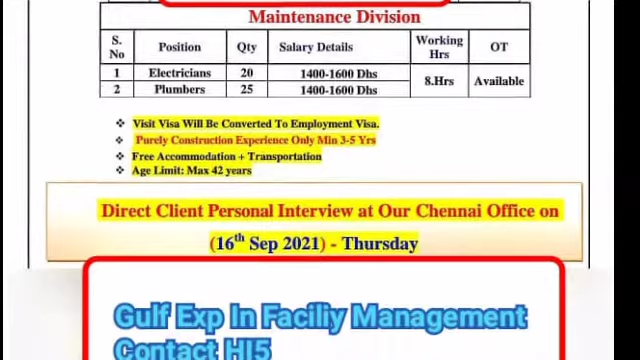 Maintenance Division
S. No Position Qty Salary Details Working Hrs OT
1 Electricians 20 1400-1600 Dhs 8.Hrs Available
2 Plumbers 25 1400-1600 Dhs
❖ Visit Visa Will Be Converted To Employment Visa.
❖ Purely Construction Experience Only Min 3-5 Yrs
❖ Free Accommodation + Transportation
❖ Age Limit: Max 42 years
Direct Client Personal Interview at Our Chennai Office on
(16th Sep 2021) - Thursday
Gulf Exp In Faciliy Management
Contact HI5